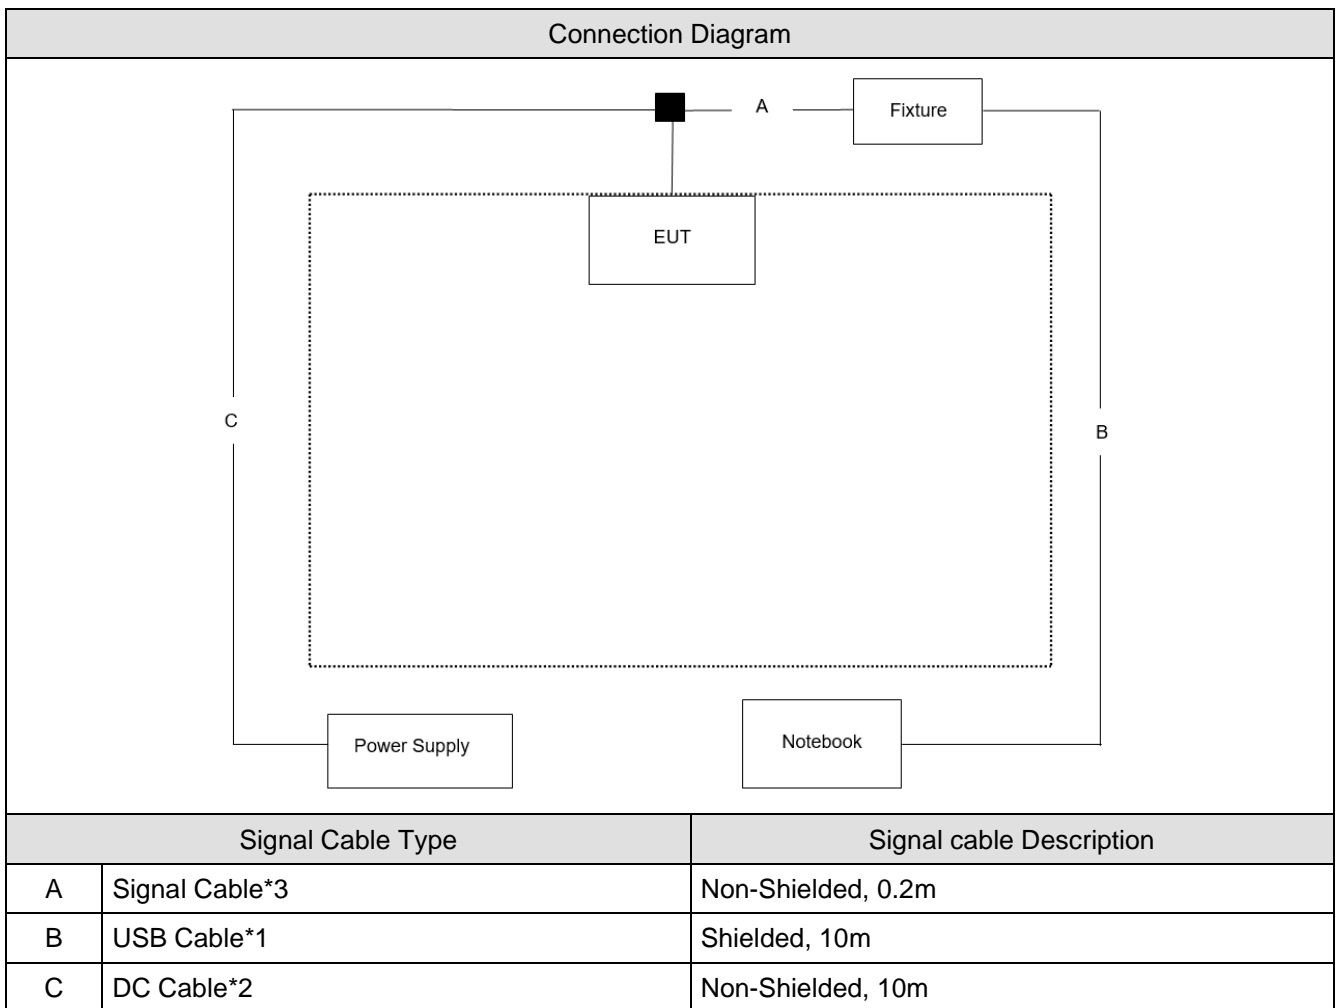 Connection Diagram
A
Fixture
EUT
C
B
Power Supply
Notebook
Signal Cable Type Signal cable Description
A Signal Cable*3 Non-Shielded, 0.2m
B USB Cable*1 Shielded, 10m
C DC Cable*2 Non-Shielded, 10m